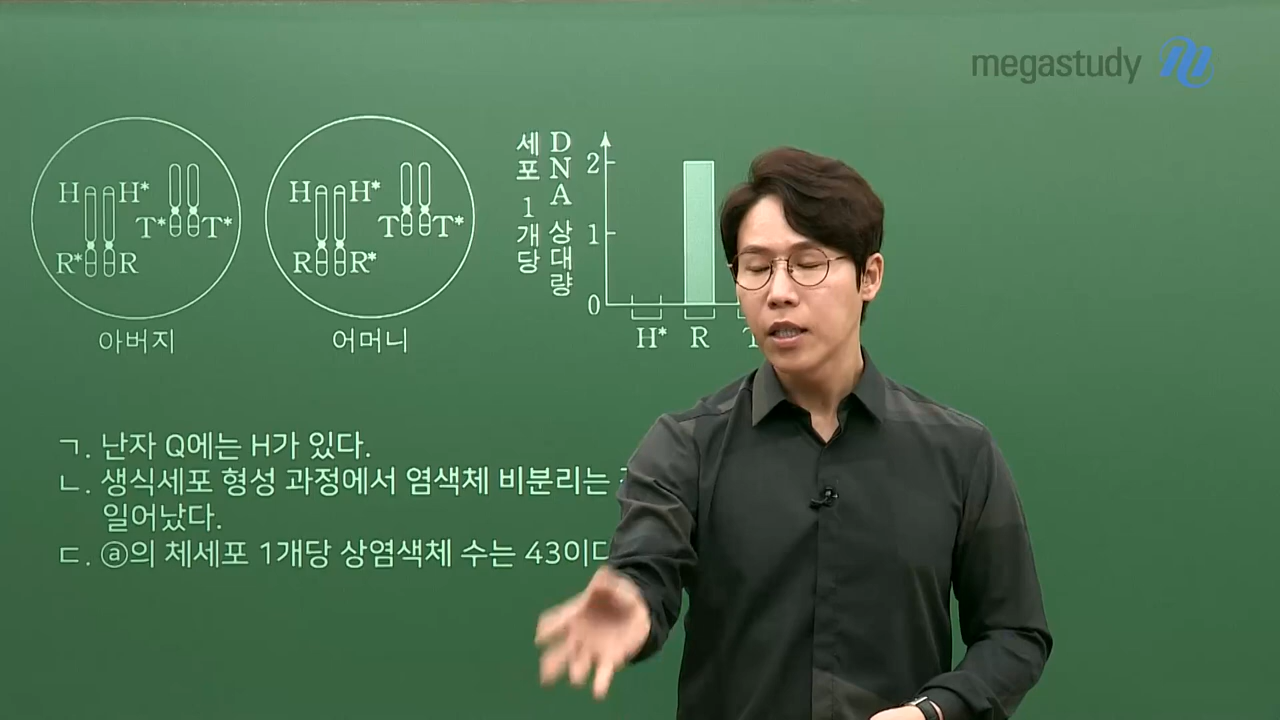 megastudy
H H* T* T* R* R
아버지
H H* T T* R R*
어머니
세포 1개당
DNA 상대량
2
1
0
H* R T
ㄱ. 난자 Q에는 H가 있다.
ㄴ. 생식세포 형성 과정에서 염색체 비분리는
일어났다.
ㄷ. ⓐ의 체세포 1개당 상염색체 수는 43이다